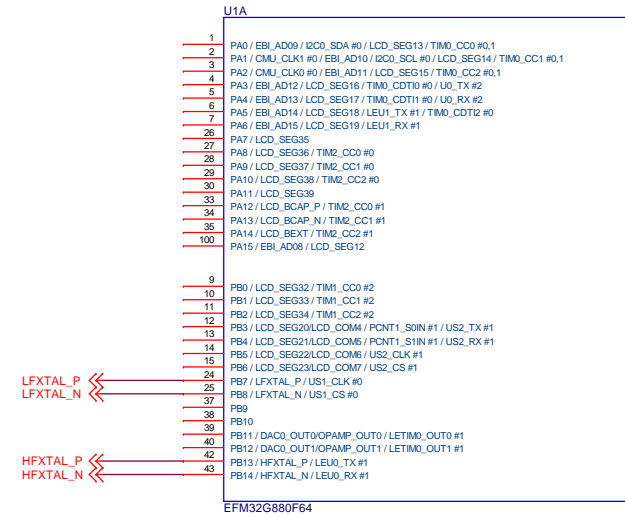 U1A
1 PA0 / EBI_AD09 / I2C0_SDA #0 / LCD_SEG13 / TIM0_CC0 #0,1
2 PA1 / CMU_CLK1 #0 / EBI_AD10 / I2C0_SCL #0 / LCD_SEG14 / TIM0_CC1 #0,1
3 PA2 / CMU_CLK0 #0 / EBI_AD11 / LCD_SEG15 / TIM0_CC2 #0,1
4 PA3 / EBI_AD12 / LCD_SEG16 / TIM0_CDTI0 #0 / U0_TX #2
5 PA4 / EBI_AD13 / LCD_SEG17 / TIM0_CDTI1 #0 / U0_RX #2
6 PA5 / EBI_AD14 / LCD_SEG18 / LEU1_TX #1 / TIM0_CDTI2 #0
7 PA6 / EBI_AD15 / LCD_SEG19 / LEU1_RX #1
26 PA7 / LCD_SEG35
27 PA8 / LCD_SEG36 / TIM2_CC0 #0
28 PA9 / LCD_SEG37 / TIM2_CC1 #0
29 PA10 / LCD_SEG38 / TIM2_CC2 #0
30 PA11 / LCD_SEG39
33 PA12 / LCD_BCAP_P / TIM2_CC0 #1
34 PA13 / LCD_BCAP_N / TIM2_CC1 #1
35 PA14 / LCD_BEXT / TIM2_CC2 #1
100 PA15 / EBI_AD08 / LCD_SEG12
9 PB0 / LCD_SEG32 / TIM1_CC0 #2
10 PB1 / LCD_SEG33 / TIM1_CC1 #2
11 PB2 / LCD_SEG34 / TIM1_CC2 #2
12 PB3 / LCD_SEG20/LCD_COM4 / PCNT1_S0IN #1 / US2_TX #1
13 PB4 / LCD_SEG21/LCD_COM5 / PCNT1_S1IN #1 / US2_RX #1
14 PB5 / LCD_SEG22/LCD_COM6 / US2_CLK #1
15 PB6 / LCD_SEG23/LCD_COM7 / US2_CS #1
LFXTAL_P 24 PB7 / LFXTAL_P / US1_CLK #0
LFXTAL_N 25 PB8 / LFXTAL_N / US1_CS #0
37 PB9
38 PB10
39 PB11 / DAC0_OUT0/OPAMP_OUT0 / LETIM0_OUT0 #1
40 PB12 / DAC0_OUT1/OPAMP_OUT1 / LETIM0_OUT1 #1
HFXTAL_P 42 PB13 / HFXTAL_P / LEU0_TX #1
HFXTAL_N 43 PB14 / HFXTAL_N / LEU0_RX #1
EFM32G880F64